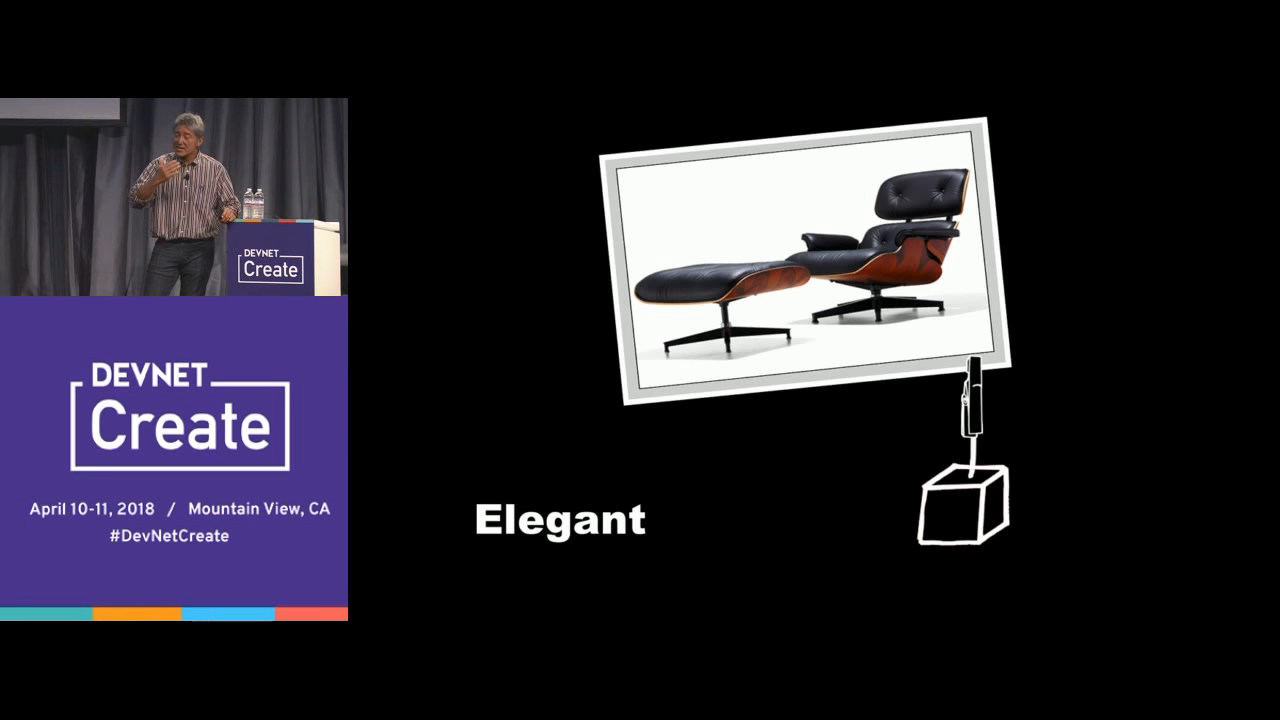 DEVNET
Create
DEVNET
Create
April 10-11, 2018 / Mountain View, CA
#DevNetCreate
Elegant